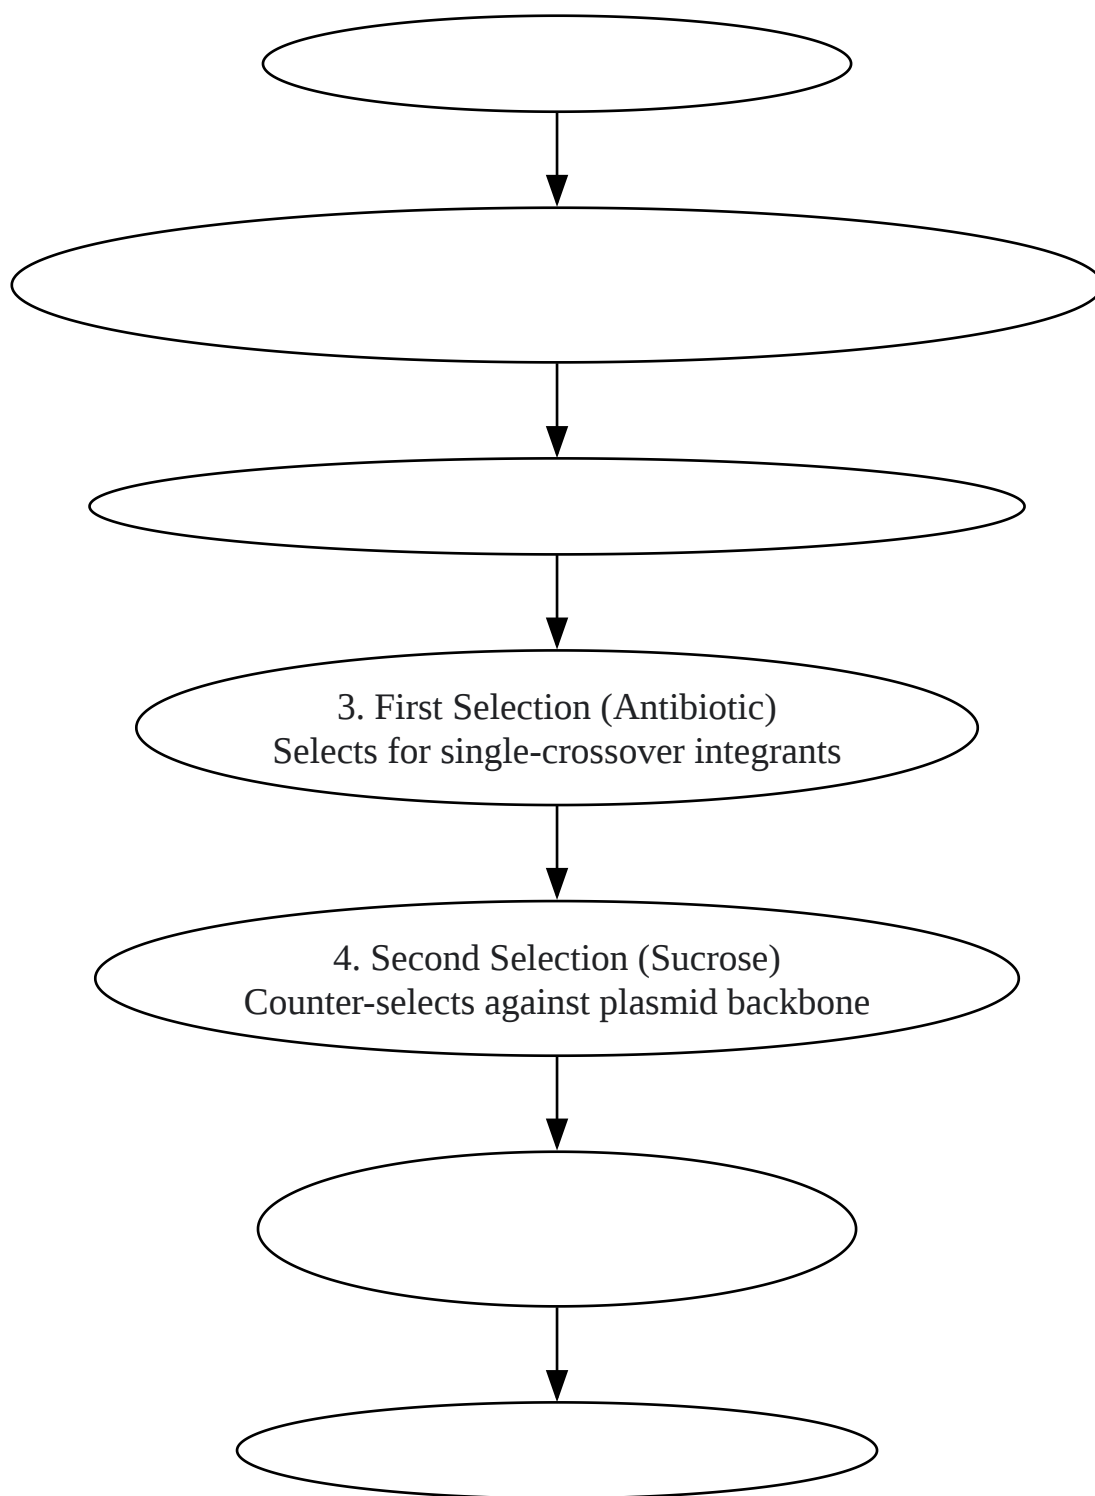 3. First Selection (Antibiotic)
Selects for single-crossover integrants
4. Second Selection (Sucrose)
Counter-selects against plasmid backbone